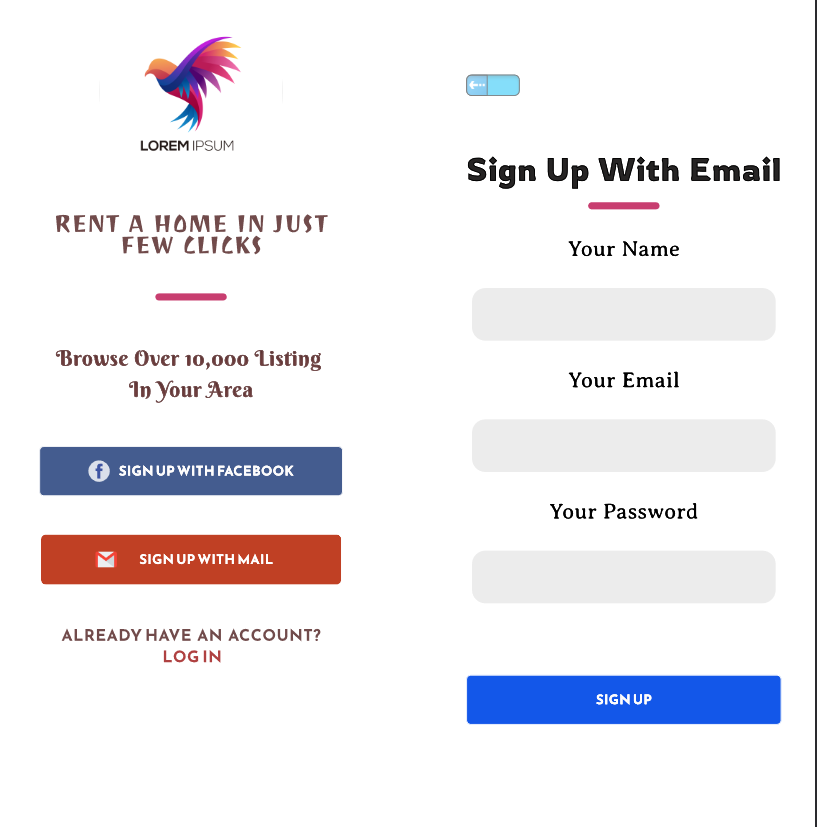 LOREM IPSUM
RENT A HOME IN JUST
FEW CLICKS
Browse Over 10,000 Listing
In Your Area
f SIGN UP WITH FACEBOOK
SIGN UP WITH MAIL
ALREADY HAVE AN ACCOUNT?
LOG IN
Sign Up With Email
Your Name
Your Email
Your Password
SIGN UP